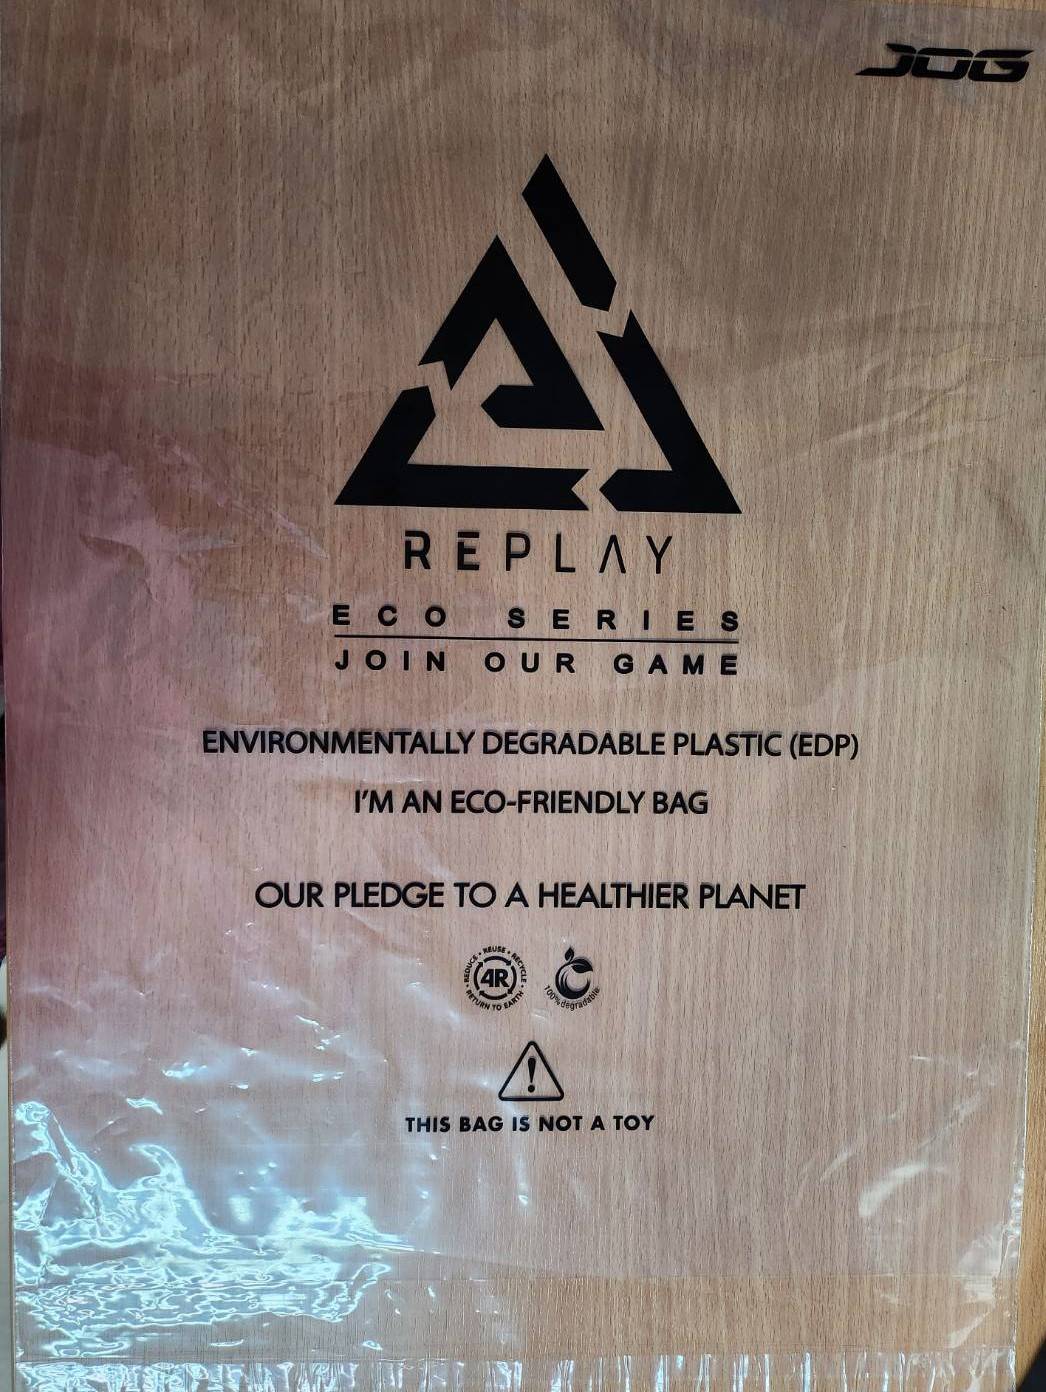 JOG
REPLAY
ECO SERIES
JOIN OUR GAME
ENVIRONMENTALLY DEGRADABLE PLASTIC (EDP)
I'M AN ECO-FRIENDLY BAG
OUR PLEDGE TO A HEALTHIER PLANET
REDUCE • REUSE • RECYCLE • RETURN TO EARTH •
4R
100% degradable
THIS BAG IS NOT A TOY